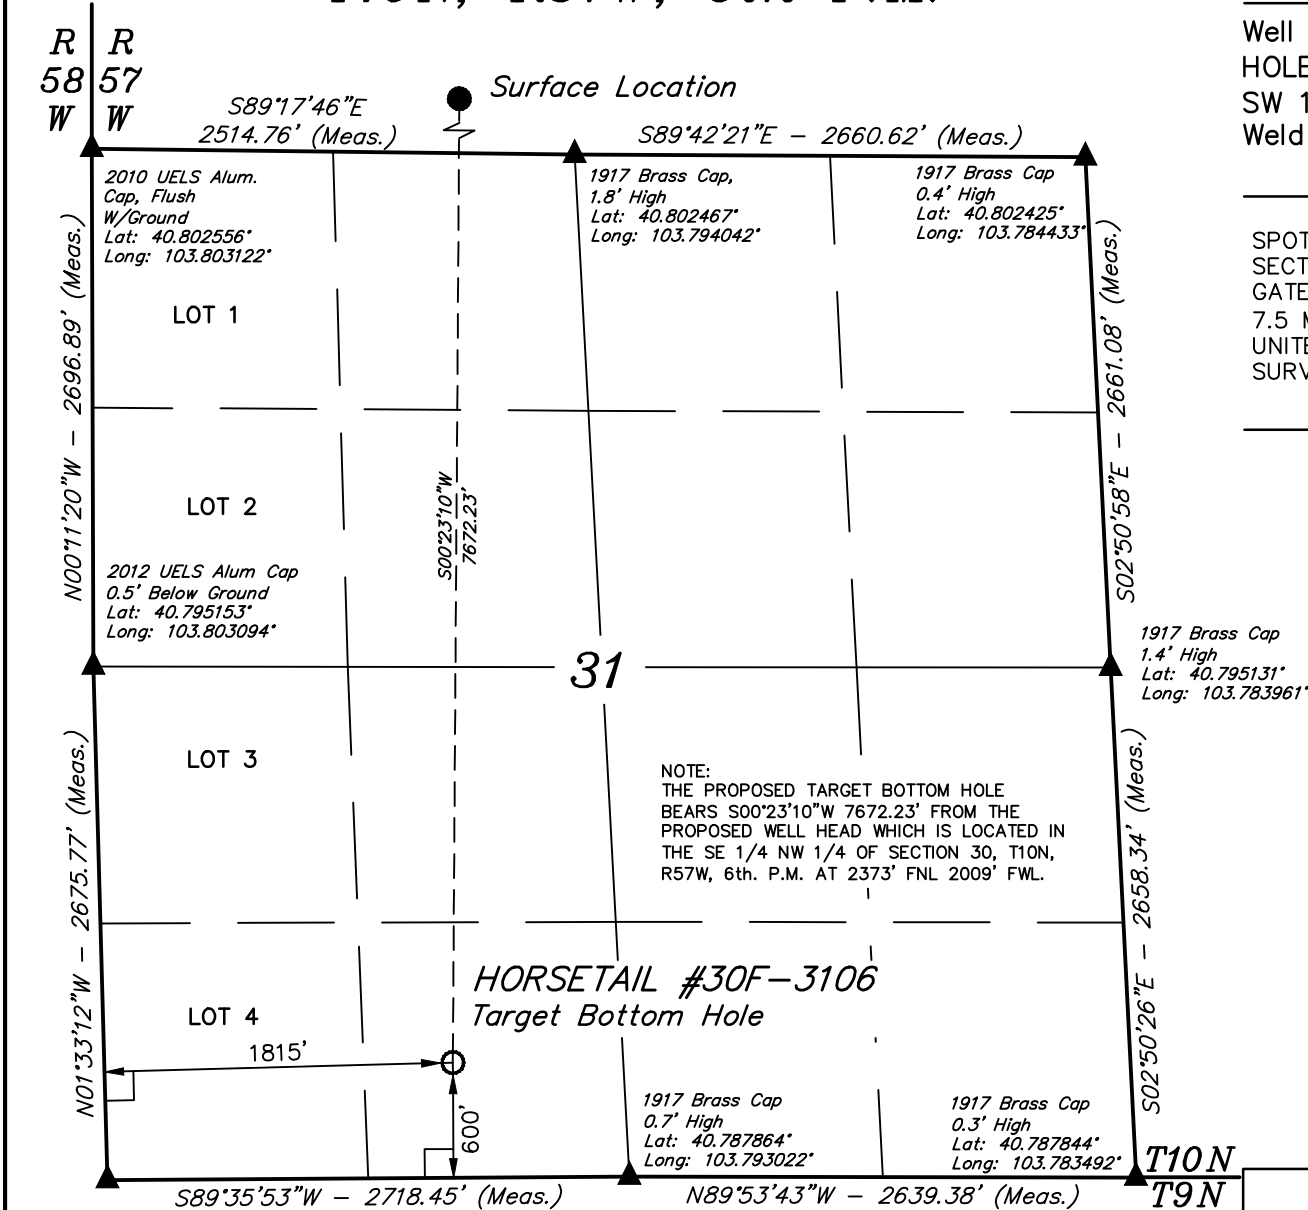 R R
58 57
W W
Surface Location
S89°17'46"E
2514.76' (Meas.)
S89°42'21"E - 2660.62' (Meas.)
2010 UELS Alum.
Cap, Flush
W/Ground
Lat: 40.802556°
Long: 103.803122°
1917 Brass Cap,
1.8' High
Lat: 40.802467°
Long: 103.794042°
1917 Brass Cap
0.4' High
Lat: 40.802425°
Long: 103.784433°
N00°11'20"W - 2696.89' (Meas.)
LOT 1
S02°50'58"E - 2661.08' (Meas.)
LOT 2
S00°23'10"W
7672.23'
2012 UELS Alum Cap
0.5' Below Ground
Lat: 40.795153°
Long: 103.803094°
31
1917 Brass Cap
1.4' High
Lat: 40.795131°
Long: 103.783961°
LOT 3
N01°33'12"W - 2675.77' (Meas.)
NOTE:
THE PROPOSED TARGET BOTTOM HOLE
BEARS S00°23'10"W 7672.23' FROM THE
PROPOSED WELL HEAD WHICH IS LOCATED IN
THE SE 1/4 NW 1/4 OF SECTION 30, T10N,
R57W, 6th. P.M. AT 2373' FNL 2009' FWL.
S02°50'26"E - 2658.34' (Meas.)
HORSETAIL #30F-3106
Target Bottom Hole
LOT 4
1815'
600'
1917 Brass Cap
0.7' High
Lat: 40.787864°
Long: 103.793022°
1917 Brass Cap
0.3' High
Lat: 40.787844°
Long: 103.783492°
S89°35'53"W - 2718.45' (Meas.)
N89°53'43"W - 2639.38' (Meas.)
T10N
T9N
Well
HOLE
SW 1
Weld
SPOT
SECT
GATE
7.5 M
UNITE
SURV